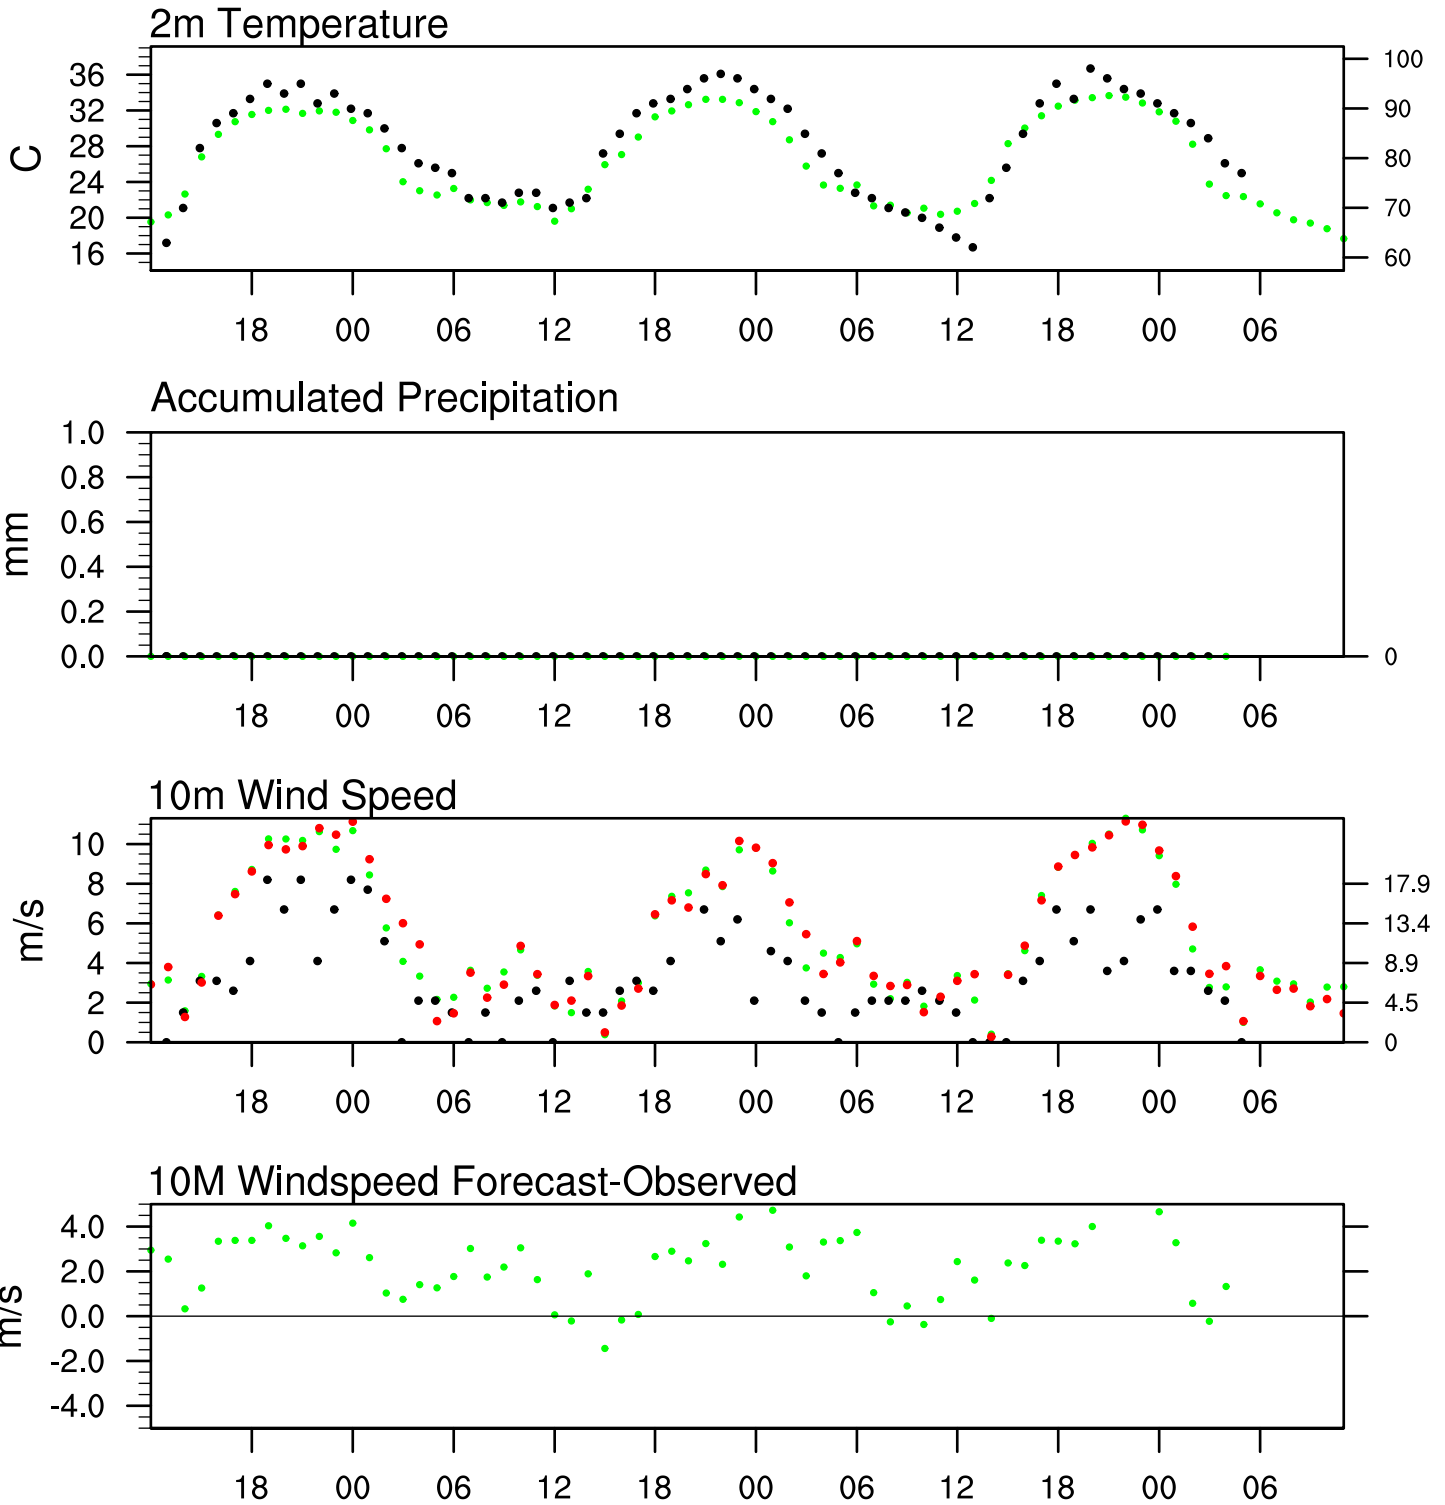 2m Temperature
36
32
28
24
20
16
C
100
90
80
70
60
18 00 06 12 18 00 06 12 18 00 06
Accumulated Precipitation
1.0
0.8
0.6
0.4
0.2
0.0
mm
0
18 00 06 12 18 00 06 12 18 00 06
10m Wind Speed
10
8
6
4
2
0
m/s
17.9
13.4
8.9
4.5
0
18 00 06 12 18 00 06 12 18 00 06
10M Windspeed Forecast-Observed
4.0
2.0
0.0
-2.0
-4.0
m/s
18 00 06 12 18 00 06 12 18 00 06